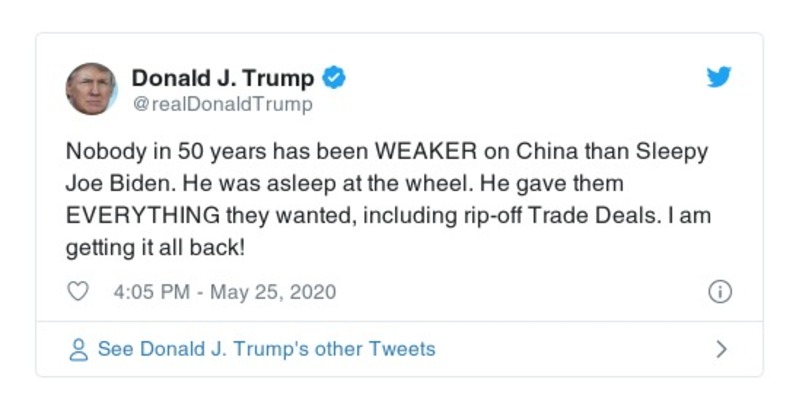 Donald J. Trump
@realDonaldTrump
Nobody in 50 years has been WEAKER on China than Sleepy
Joe Biden. He was asleep at the wheel. He gave them
EVERYTHING they wanted, including rip-off Trade Deals. I am
getting it all back!
4:05 PM - May 25, 2020
See Donald J. Trump's other Tweets